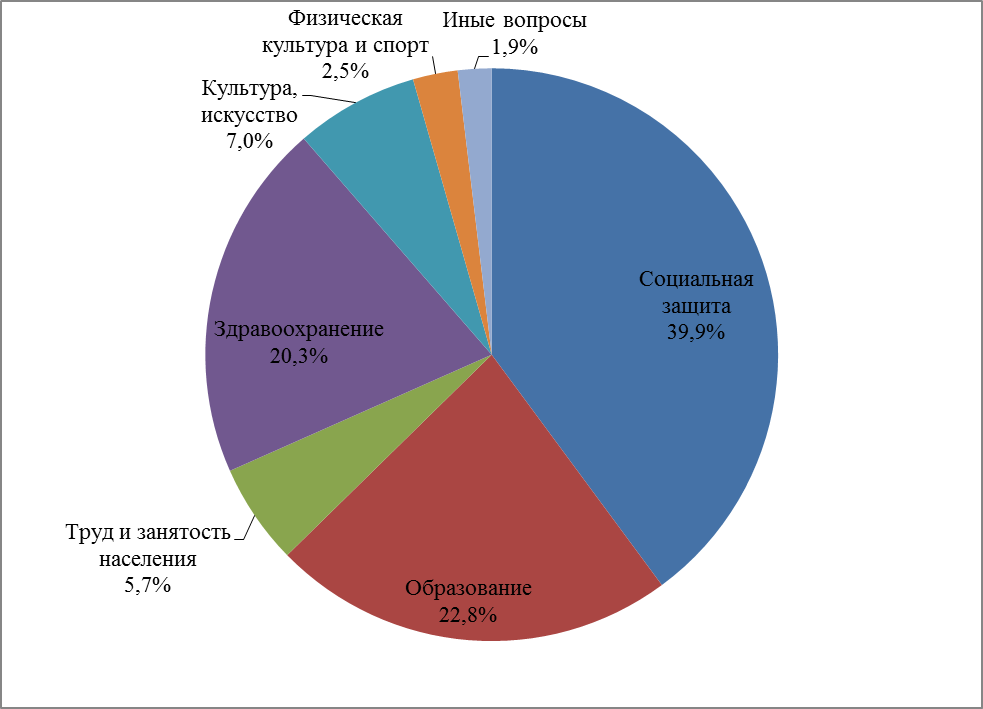 Физическая
культура и спорт
2,5%
Иные вопросы
1,9%
Культура,
искусство
7,0%
Социальная
защита
39,9%
Здравоохранение
20,3%
Труд и занятость
населения
5,7%
Образование
22,8%